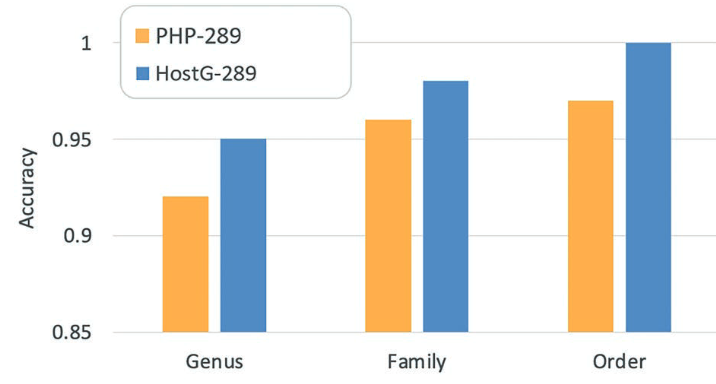 PHP-289
HostG-289
Accuracy
1
0.95
0.9
0.85
Genus Family Order